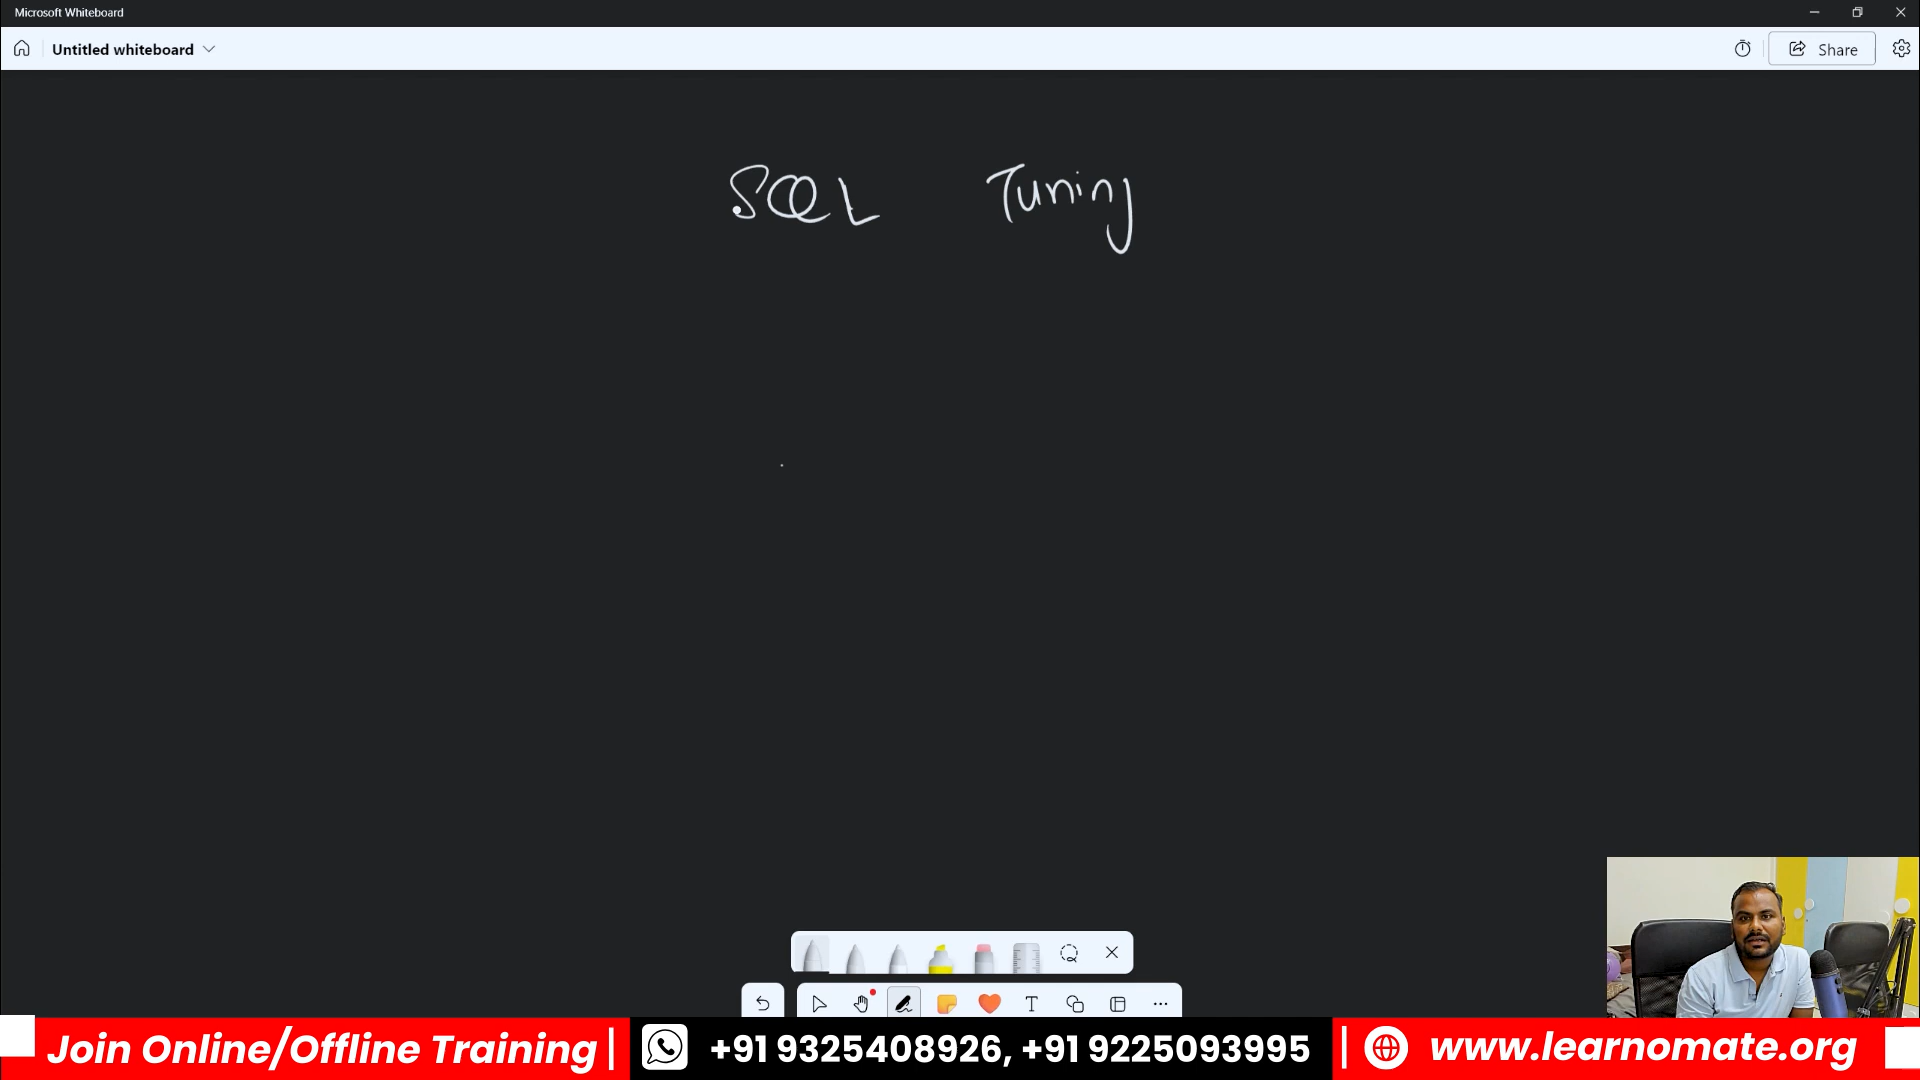 Microsoft Whiteboard
Untitled whiteboard
Share
SQL Tuning
T
Join Online/Offline Training | +91 9325408926, +91 9225093995 | www.learnomate.org